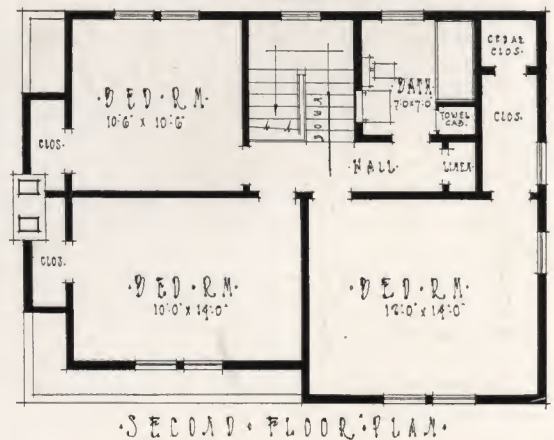 CEDAR
CLOS.
·BED·RM·
10'6" x 10'6"
DOWN
·BATH
7'0" x 7'0"
TOWEL
CAB.
CLOS.
CLOS.
·HALL·
LINEN
CLOS.
·BED·RM·
10'0" x 14'0"
·BED·RM·
12'0" x 14'0"
·SECOND·FLOOR·PLAN·